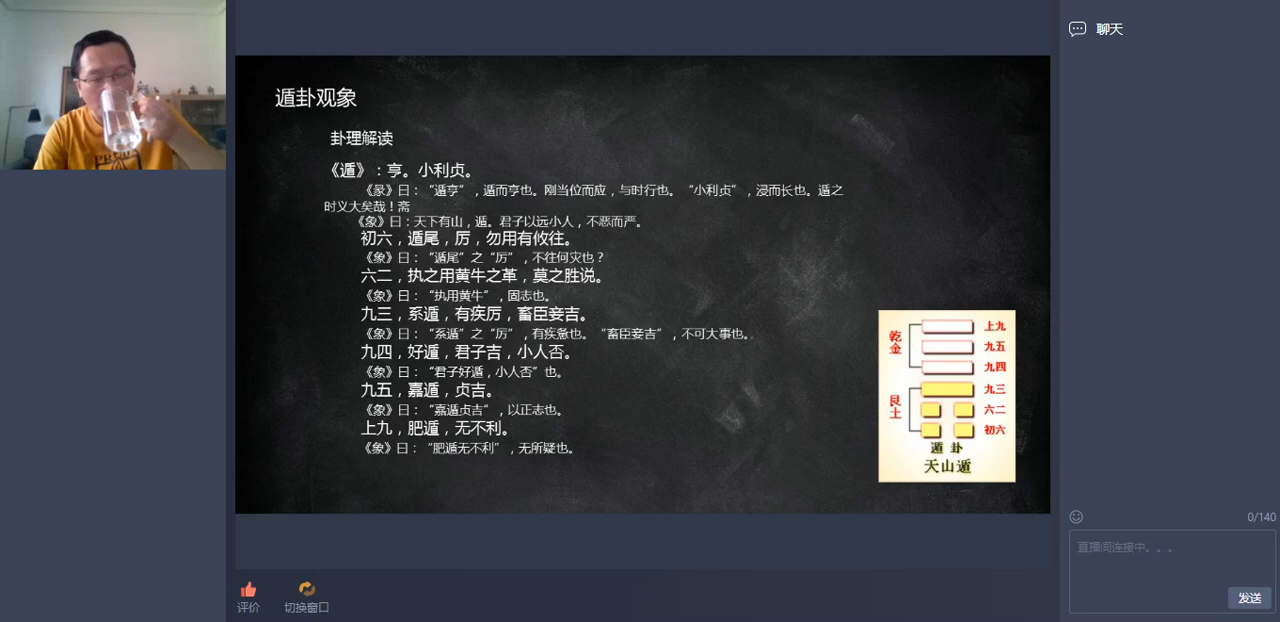 聊天
遁卦观象
卦理解读
《遁》：亨。小利贞。
《彖》曰：“遁亨”，遁而亨也。刚当位而应，与时行也。“小利贞”，浸而长也。遁之
时义大矣哉！斋
《象》曰：天下有山，遁。君子以远小人，不恶而严。
初六，遁尾，厉，勿用有攸往。
《象》曰：“遁尾”之“厉”，不往何灾也？
六二，执之用黄牛之革，莫之胜说。
《象》曰：“执用黄牛”，固志也。
九三，系遁，有疾厉，畜臣妾吉。
《象》曰：“系遁”之“厉”，有疾惫也。“畜臣妾吉”，不可大事也。
九四，好遁，君子吉，小人否。
《象》曰：“君子好遁，小人否”也。
九五，嘉遁，贞吉。
《象》曰：“嘉遁贞吉”，以正志也。
上九，肥遁，无不利。
《象》曰：“肥遁无不利”，无所疑也。
乾金
上九
九五
九四
艮土
九三
六二
初六
遁 卦
天山遁
0/140
直播间连接中。。。
发送
评价
切换窗口